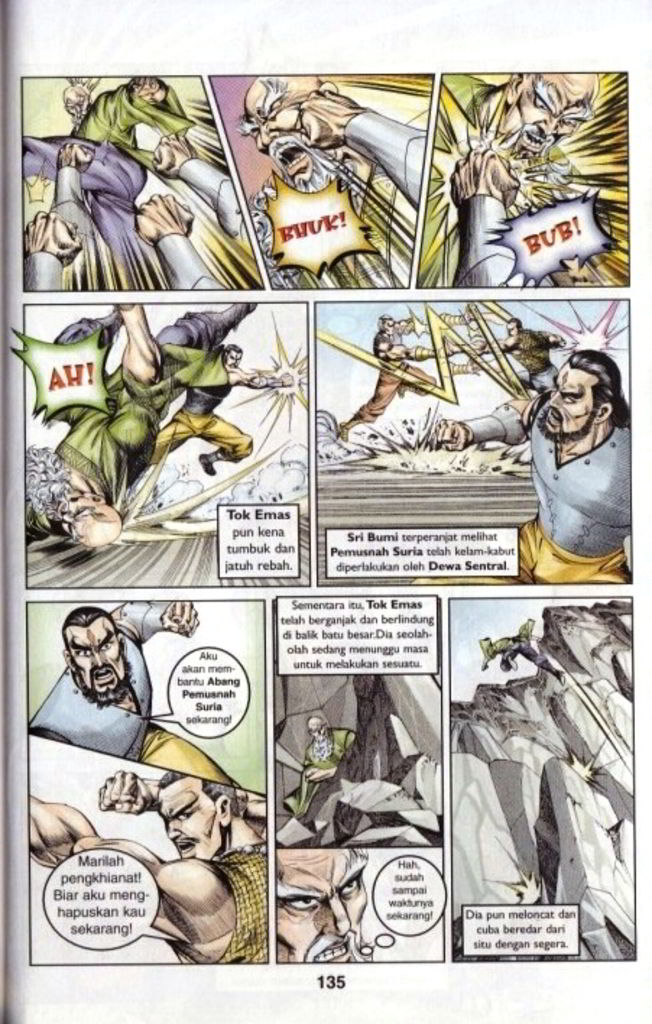 BUUK!
BUB!
AH!
Tok Emas
pun kena
tumbuk dan
jatuh rebah.
Sri Bumi terperanjat melihat
Pemusnah Suria telah kelam-kabut
diperlakukan oleh Dewa Sentral.
Aku
akan mem-
bantu Abang
Pemusnah
Suria
sekarang!
Marilah
pengkhianat!
Biar aku meng-
hapuskan kau
sekarang!
Sementara itu, Tok Emas
telah berganjak dan berlindung
di balik batu besar.Dia seolah-
olah sedang menunggu masa
untuk melakukan sesuatu.
Hah,
sudah
sampai
waktunya
sekarang!
Dia pun meloncat dan
cuba beredar dari
situ dengan segera.
135